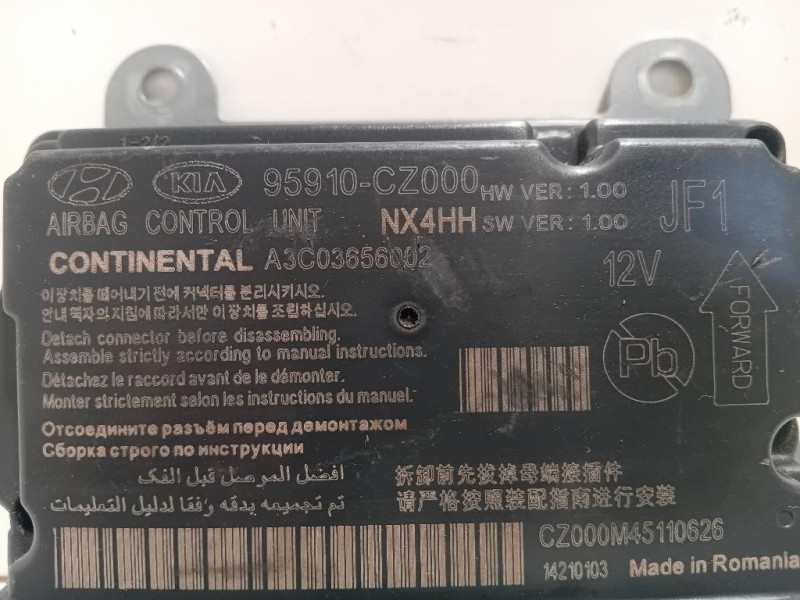 1-2/2
KIA 95910-CZ000 HW VER : 1.00
AIRBAG CONTROL UNIT NX4HH SW VER : 1.00 JF1
CONTINENTAL A3C03656002 12V
이 장치를 떼어내기 전에 커넥터를 분리시키시오.
안내 책자의 지침에 따라서만 이 장치를 조립하십시오.
Detach connector before disassembling.
Assemble strictly according to manual instructions.
Détachez le raccord avant de le démonter.
Monter strictement selon les instructions du manuel.
Pb
FORWARD
Отсоедините разъём перед демонтажом
Сборка строго по инструкции
افضل الموصل قبل الفك
تم تجميعه بدقه وفقا لدليل التعليمات
拆卸前先拔掉母端接插件
请严格按照装配指南进行安装
CZ000M45110626
14210103 Made in Romania